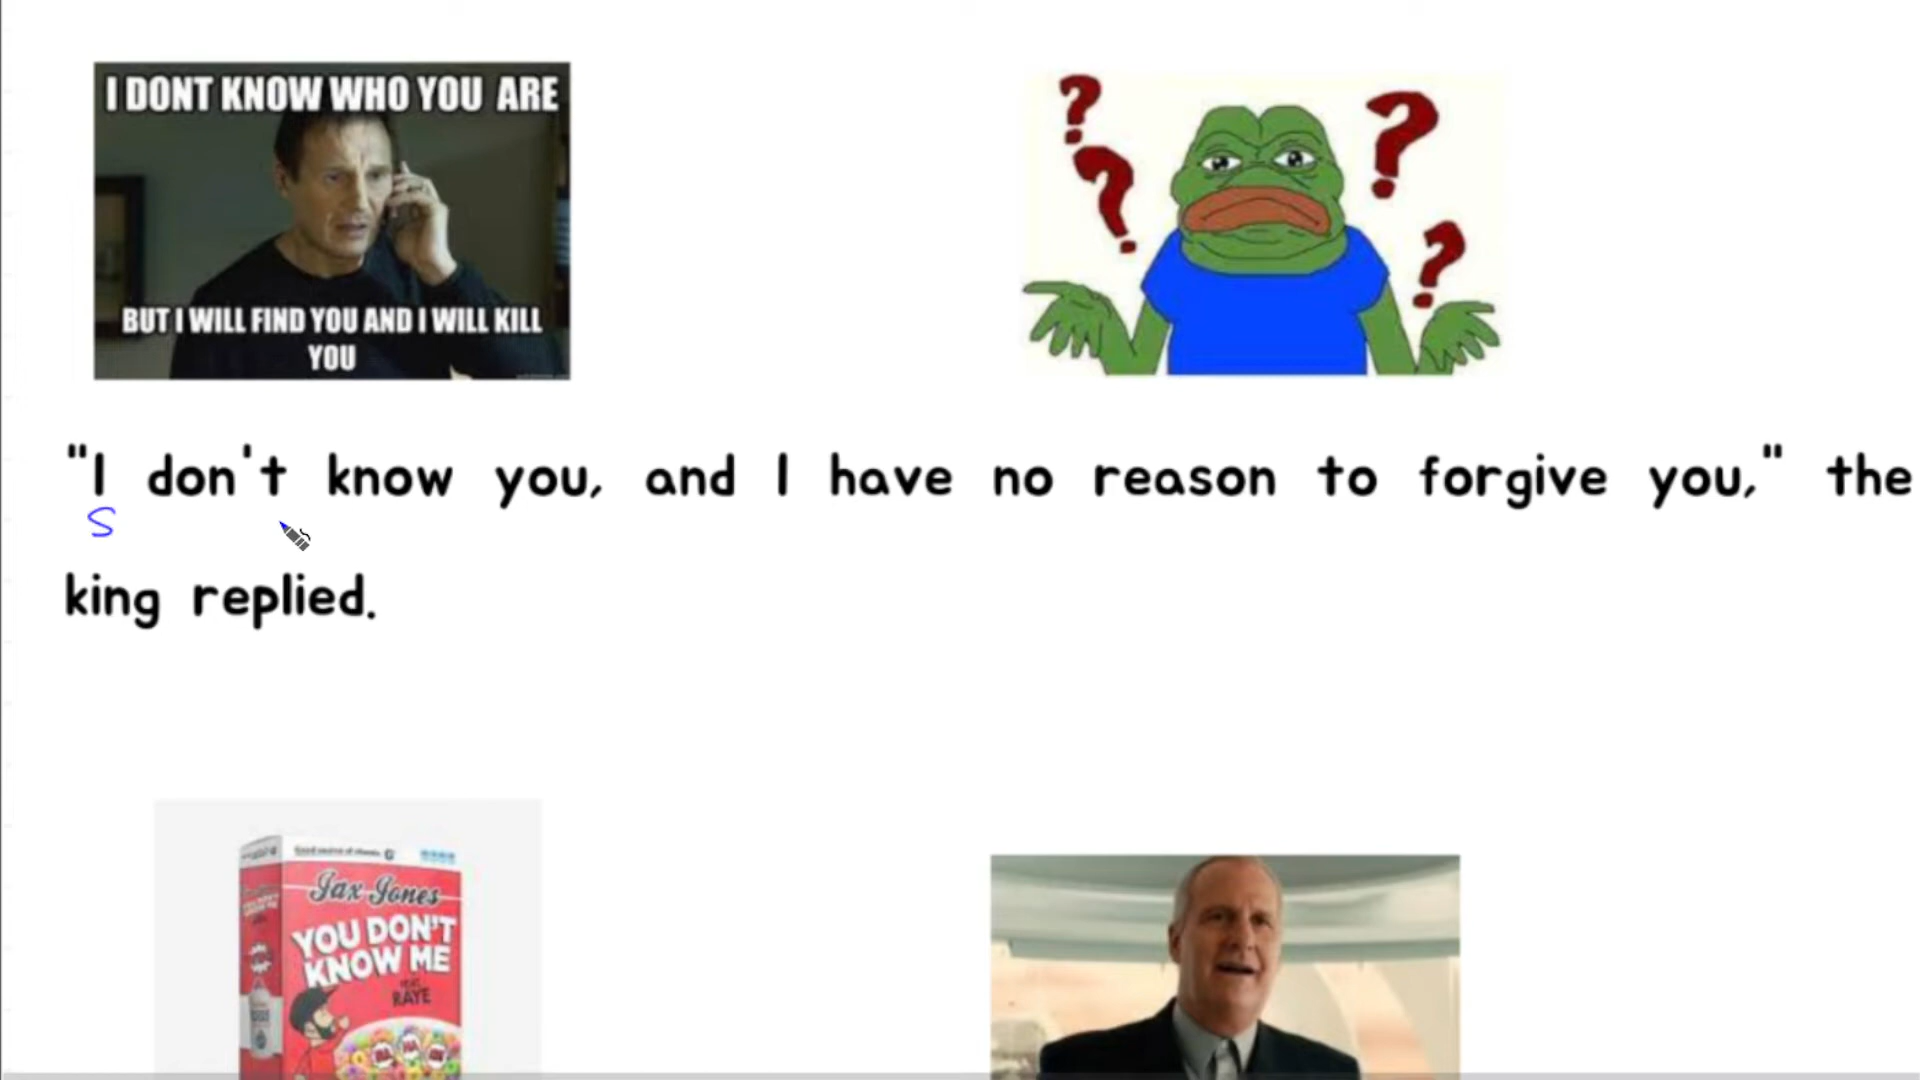 I DONT KNOW WHO YOU ARE
BUT I WILL FIND YOU AND I WILL KILL
YOU
? ? ? ?
"I don't know you, and I have no reason to forgive you," the
S
king replied.
Jax Jones
YOU DON'T
KNOW ME
FEAT.
RAYE